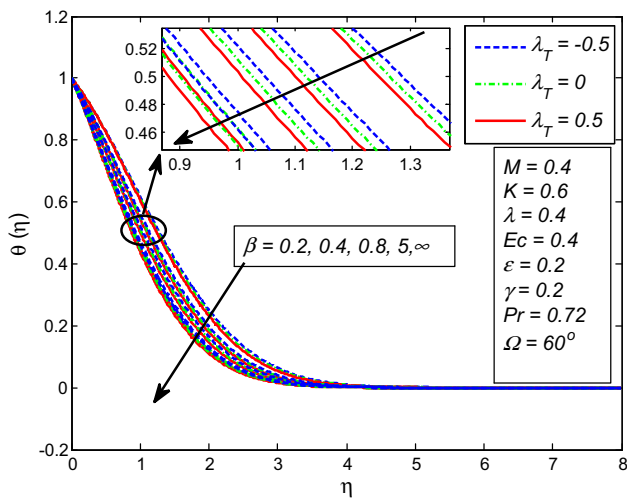 1.2
1
0.8
0.6
0.4
0.2
0
-0.2
0 1 2 3 4 5 6 7 8
θ (η)
η
0.52
0.5
0.48
0.46
0.9 1 1.1 1.2 1.3
λ_T = -0.5
λ_T = 0
λ_T = 0.5
M = 0.4
K = 0.6
λ = 0.4
Ec = 0.4
ε = 0.2
γ = 0.2
Pr = 0.72
Ω = 60°
β = 0.2, 0.4, 0.8, 5,∞